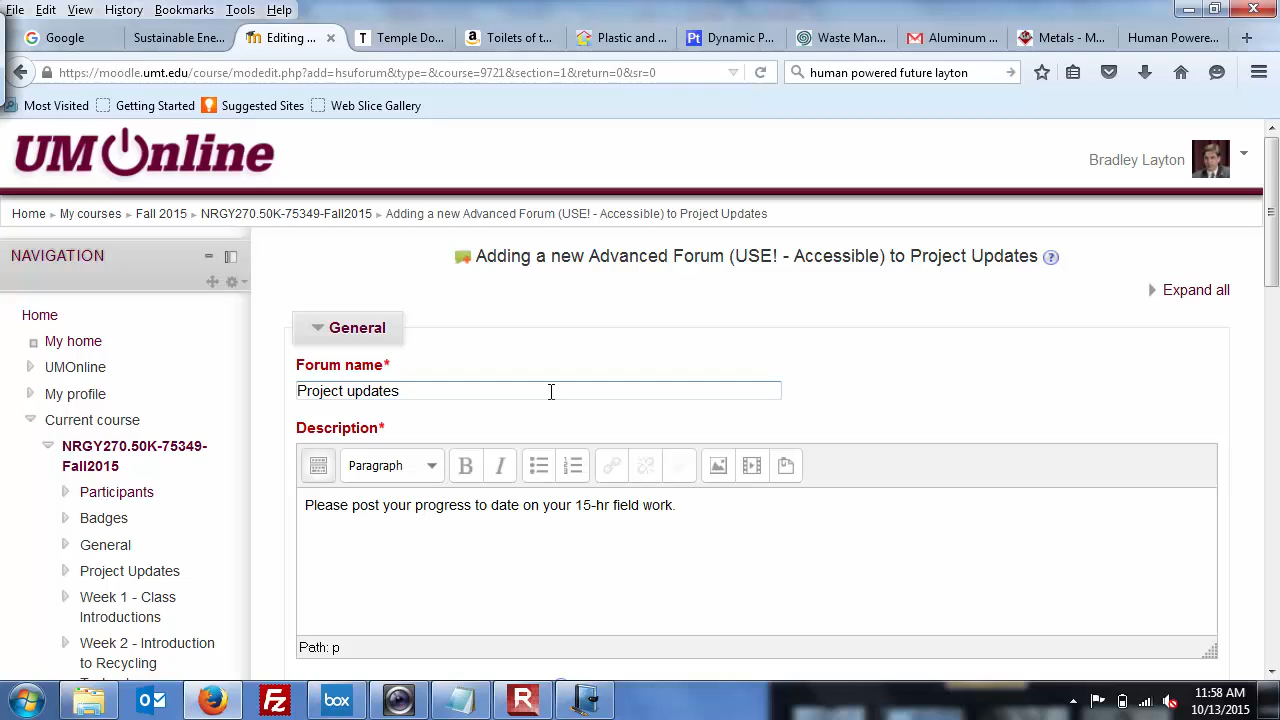 File Edit View History Bookmarks Tools Help
Google
Sustainable Ene...
Editing ...
Temple Do...
Toilets of t...
Plastic and ...
Dynamic P...
Waste Man...
Aluminum ...
Metals - M...
Human Powere...
https://moodle.umt.edu/course/modedit.php?add=hsuforum&type=&course=9721&section=1&return=0&sr=0
human powered future layton
Most Visited Getting Started Suggested Sites Web Slice Gallery
UMOnline
Bradley Layton
Home My courses Fall 2015 NRGY270.50K-75349-Fall2015 Adding a new Advanced Forum (USE! - Accessible) to Project Updates
NAVIGATION
Home
My home
UMOnline
My profile
Current course
NRGY270.50K-75349-
Fall2015
Participants
Badges
General
Project Updates
Week 1 - Class
Introductions
Week 2 - Introduction
to Recycling
Adding a new Advanced Forum (USE! - Accessible) to Project Updates
Expand all
General
Forum name*
Project updates
Description*
Paragraph B I
Please post your progress to date on your 15-hr field work.
Path: p
box
11:58 AM
10/13/2015